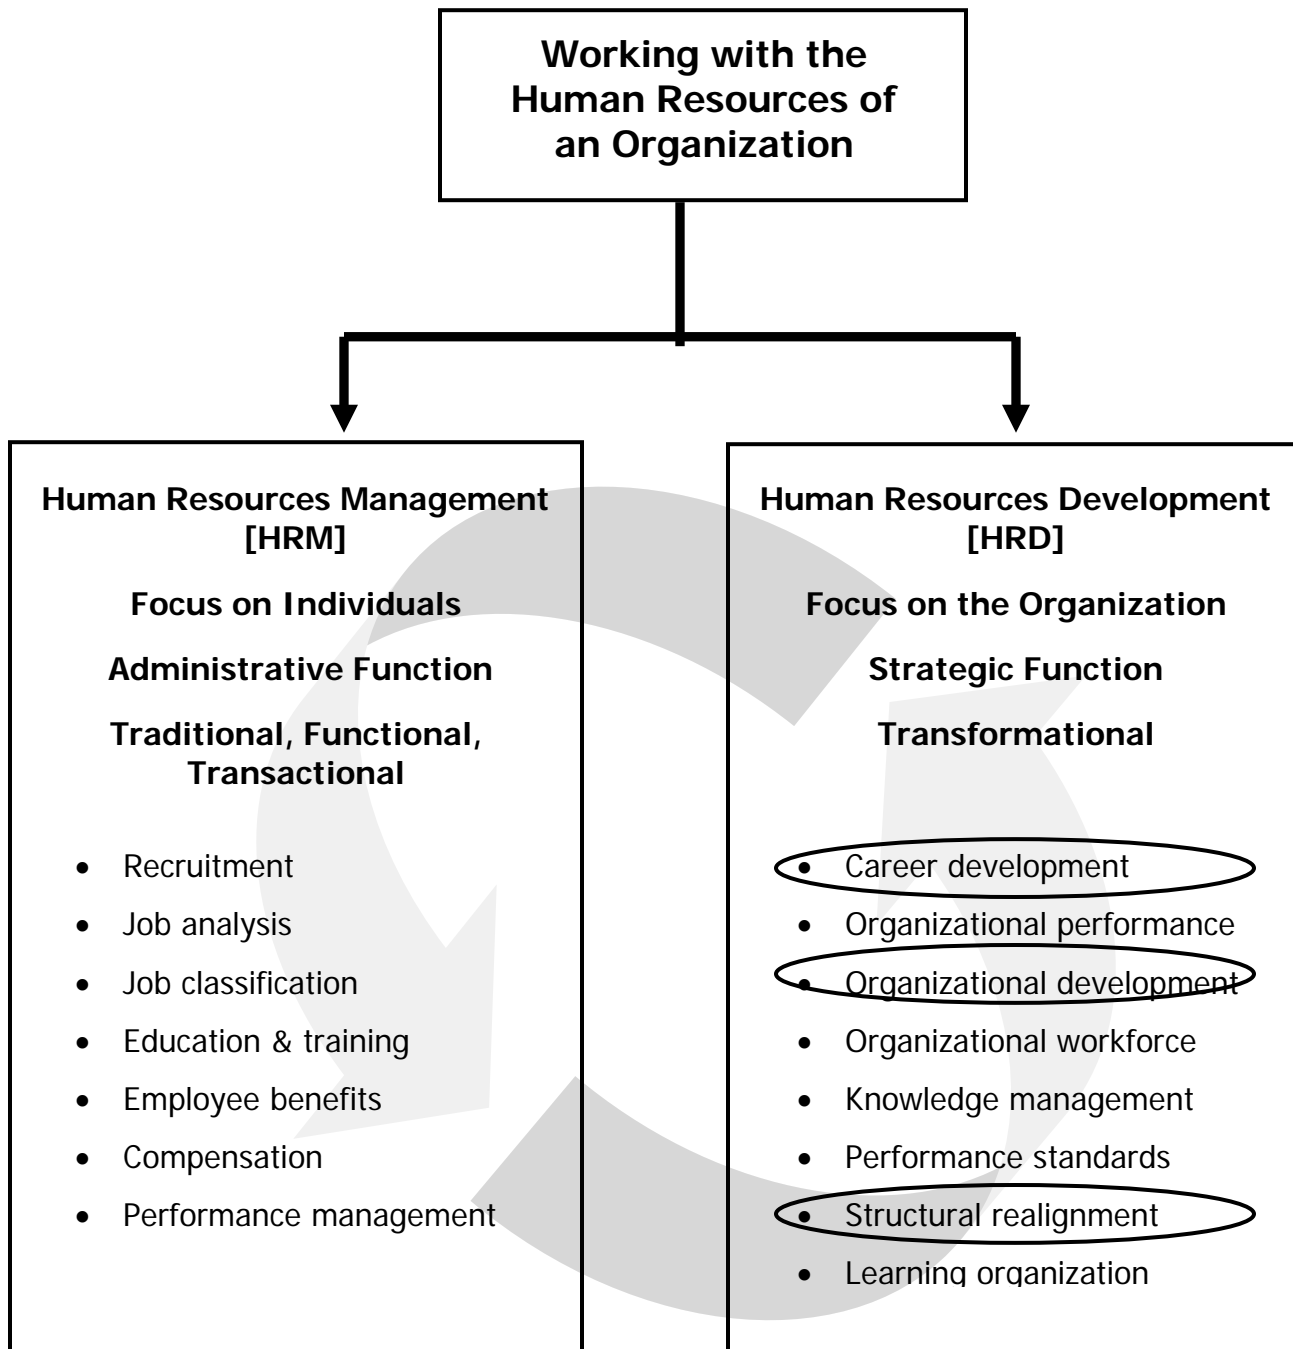 Working with the
Human Resources of
an Organization
Human Resources Management
[HRM]
Focus on Individuals
Administrative Function
Traditional, Functional,
Transactional
• Recruitment
• Job analysis
• Job classification
• Education & training
• Employee benefits
• Compensation
• Performance management
Human Resources Development
[HRD]
Focus on the Organization
Strategic Function
Transformational
• Career development
• Organizational performance
• Organizational development
• Organizational workforce
• Knowledge management
• Performance standards
• Structural realignment
• Learning organization